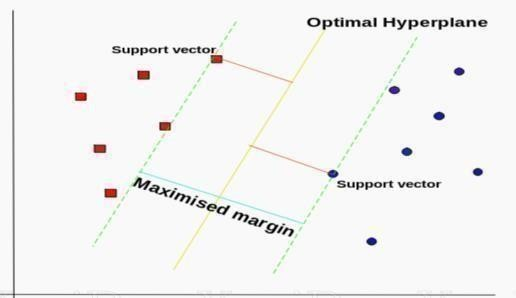 Optimal Hyperplane
Support vector
Support vector
Maximised margin